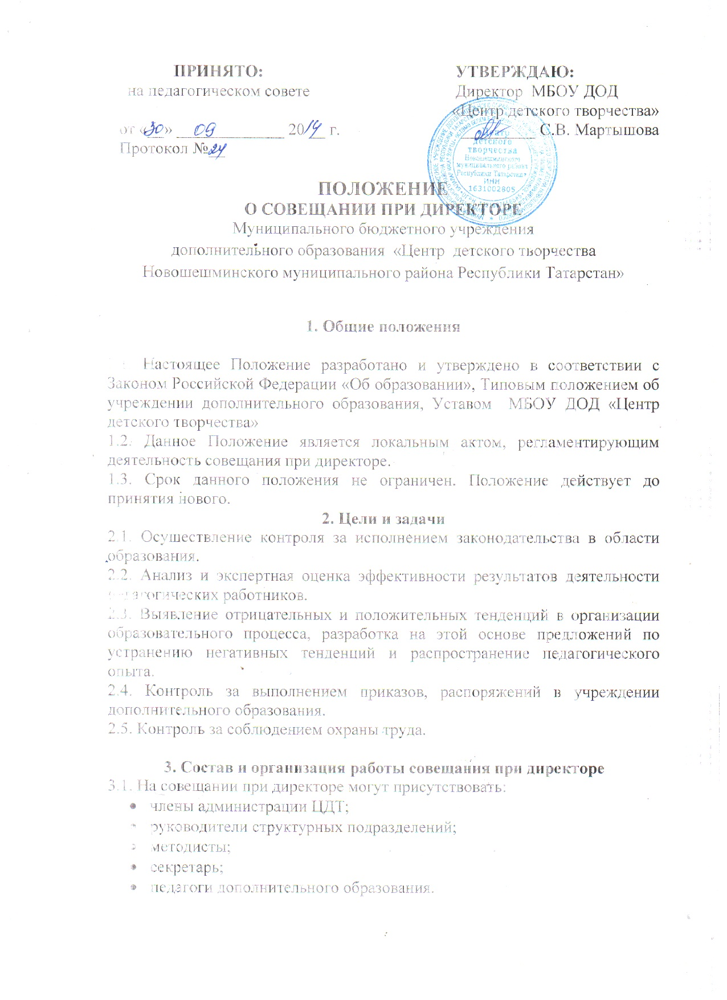 ПРИНЯТО:
на педагогическом совете
от «30» 09 2014 г.
Протокол №24
УТВЕРЖДАЮ:
Директор МБОУ ДОД
«Центр детского творчества»
С.В. Мартышова
детского
творчества
Новошешминского
муниципального района
Республики Татарстан»
ИНН
1631002805
ПОЛОЖЕНИЕ
О СОВЕЩАНИИ ПРИ ДИРЕКТОРЕ
Муниципального бюджетного учреждения
дополнительного образования «Центр детского творчества
Новошешминского муниципального района Республики Татарстан»
1. Общие положения
Настоящее Положение разработано и утверждено в соответствии с
Законом Российской Федерации «Об образовании», Типовым положением об
учреждении дополнительного образования, Уставом МБОУ ДОД «Центр
детского творчества»
1.2. Данное Положение является локальным актом, регламентирующим
деятельность совещания при директоре.
1.3. Срок данного положения не ограничен. Положение действует до
принятия нового.
2. Цели и задачи
2.1. Осуществление контроля за исполнением законодательства в области
образования.
2.2. Анализ и экспертная оценка эффективности результатов деятельности
педагогических работников.
2.3. Выявление отрицательных и положительных тенденций в организации
образовательного процесса, разработка на этой основе предложений по
устранению негативных тенденций и распространение педагогического
опыта.
2.4. Контроль за выполнением приказов, распоряжений в учреждении
дополнительного образования.
2.5. Контроль за соблюдением охраны труда.
3. Состав и организация работы совещания при директоре
3.1. На совещании при директоре могут присутствовать:
• члены администрации ЦДТ;
• руководители структурных подразделений;
• методисты;
• секретарь;
• педагоги дополнительного образования.